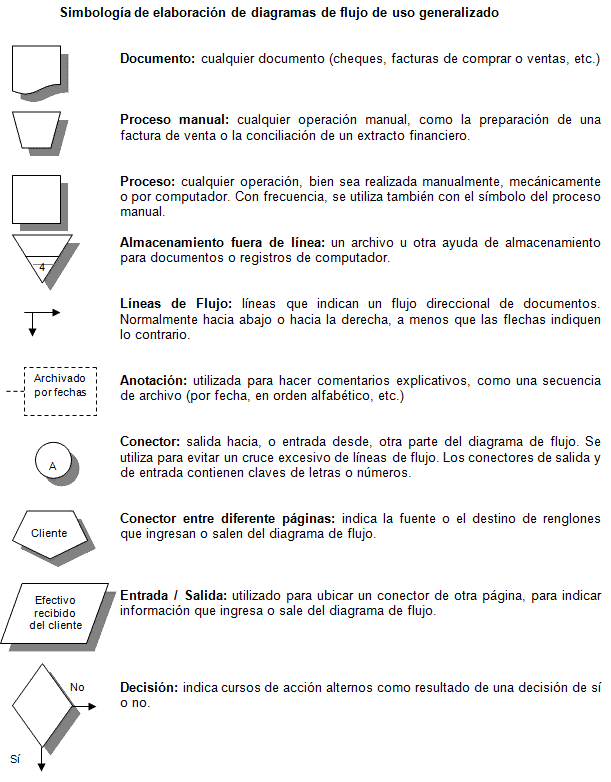 Simbología de elaboración de diagramas de flujo de uso generalizado
Documento: cualquier documento (cheques, facturas de comprar o ventas, etc.)
Proceso manual: cualquier operación manual, como la preparación de una
factura de venta o la conciliación de un extracto financiero.
Proceso: cualquier operación, bien sea realizada manualmente, mecánicamente
o por computador. Con frecuencia, se utiliza también con el símbolo del proceso
manual.
4
Almacenamiento fuera de línea: un archivo u otra ayuda de almacenamiento
para documentos o registros de computador.
Líneas de Flujo: líneas que indican un flujo direccional de documentos.
Normalmente hacia abajo o hacia la derecha, a menos que las flechas indiquen
lo contrario.
Archivado
por fechas
Anotación: utilizada para hacer comentarios explicativos, como una secuencia
de archivo (por fecha, en orden alfabético, etc.)
A
Conector: salida hacia, o entrada desde, otra parte del diagrama de flujo. Se
utiliza para evitar un cruce excesivo de líneas de flujo. Los conectores de salida y
de entrada contienen claves de letras o números.
Cliente
Conector entre diferente páginas: indica la fuente o el destino de renglones
que ingresan o salen del diagrama de flujo.
Efectivo
recibido
del cliente
Entrada / Salida: utilizado para ubicar un conector de otra página, para indicar
información que ingresa o sale del diagrama de flujo.
No
Sí
Decisión: indica cursos de acción alternos como resultado de una decisión de sí
o no.